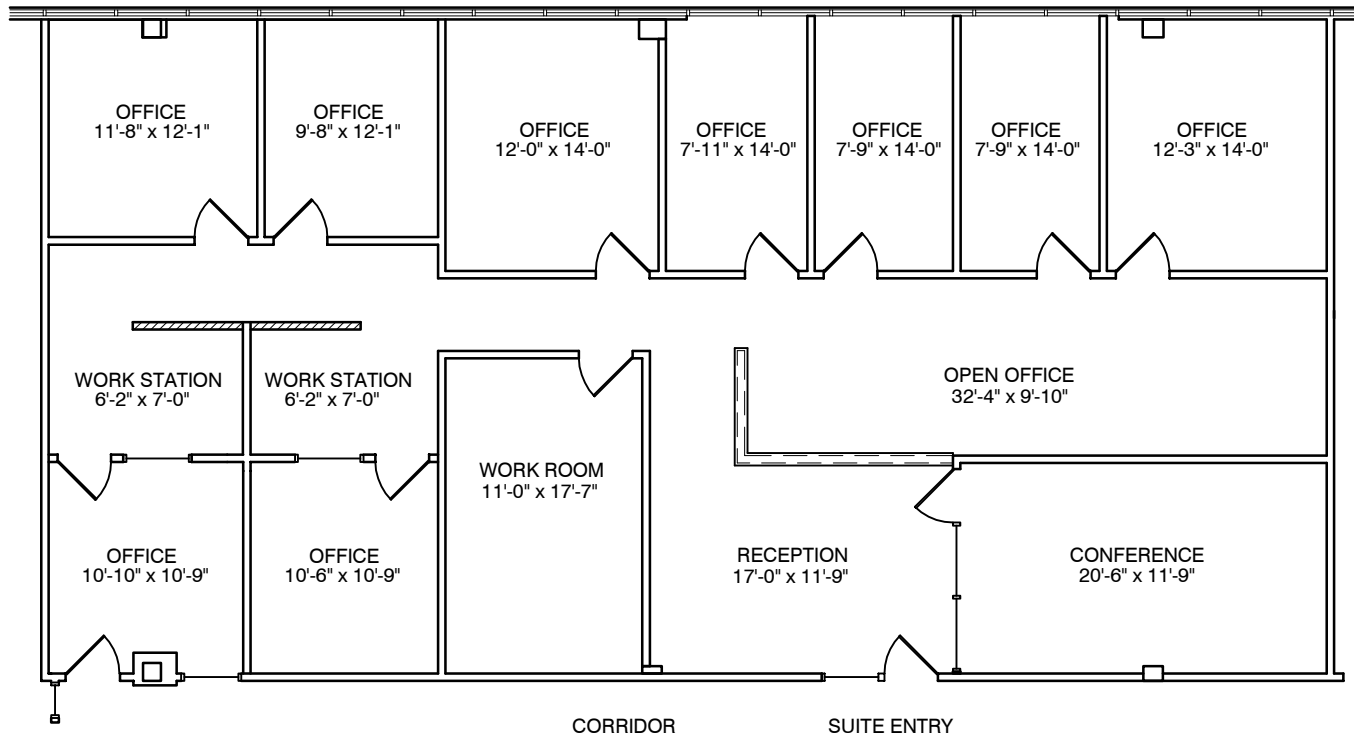 OFFICE
11'-8" x 12'-1"
OFFICE
9'-8" x 12'-1"
OFFICE
12'-0" x 14'-0"
OFFICE
7'-11" x 14'-0"
OFFICE
7'-9" x 14'-0"
OFFICE
7'-9" x 14'-0"
OFFICE
12'-3" x 14'-0"
WORK STATION
6'-2" x 7'-0"
WORK STATION
6'-2" x 7'-0"
OPEN OFFICE
32'-4" x 9'-10"
WORK ROOM
11'-0" x 17'-7"
OFFICE
10'-10" x 10'-9"
OFFICE
10'-6" x 10'-9"
RECEPTION
17'-0" x 11'-9"
CONFERENCE
20'-6" x 11'-9"
CORRIDOR
SUITE ENTRY